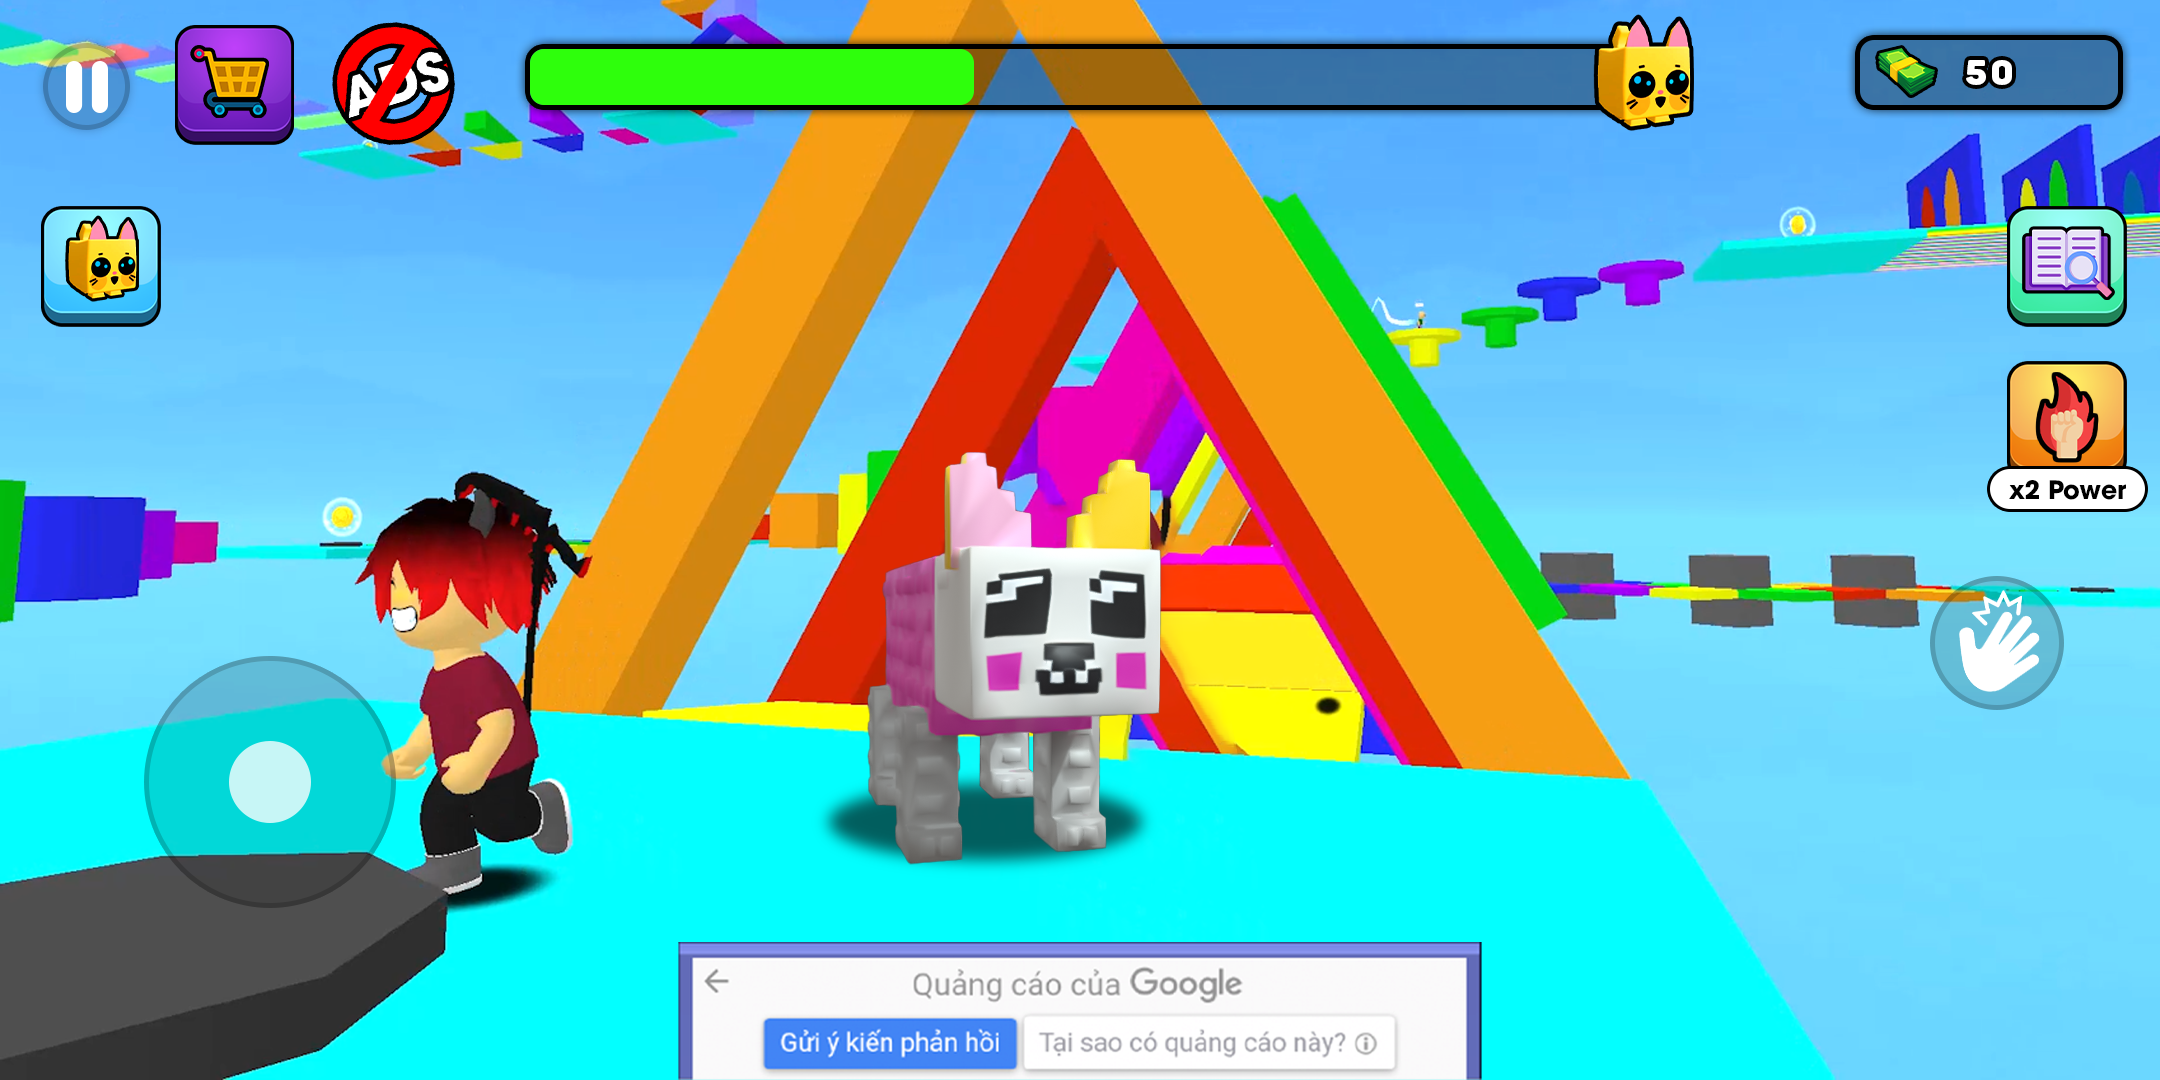 ADS
50
x2 Power
Quảng cáo của Google
Gửi ý kiến phản hồi
Tại sao có quảng cáo này?